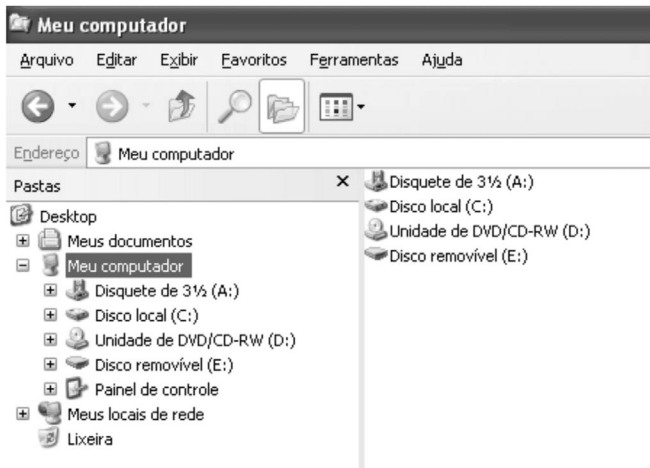 Meu computador
Arquivo Editar Exibir Favoritos Ferramentas Ajuda
Endereço Meu computador
Pastas
Desktop
Meus documentos
Meu computador
Disquete de 3½ (A:)
Disco local (C:)
Unidade de DVD/CD-RW (D:)
Disco removível (E:)
Painel de controle
Meus locais de rede
Lixeira
Disquete de 3½ (A:)
Disco local (C:)
Unidade de DVD/CD-RW (D:)
Disco removível (E:)